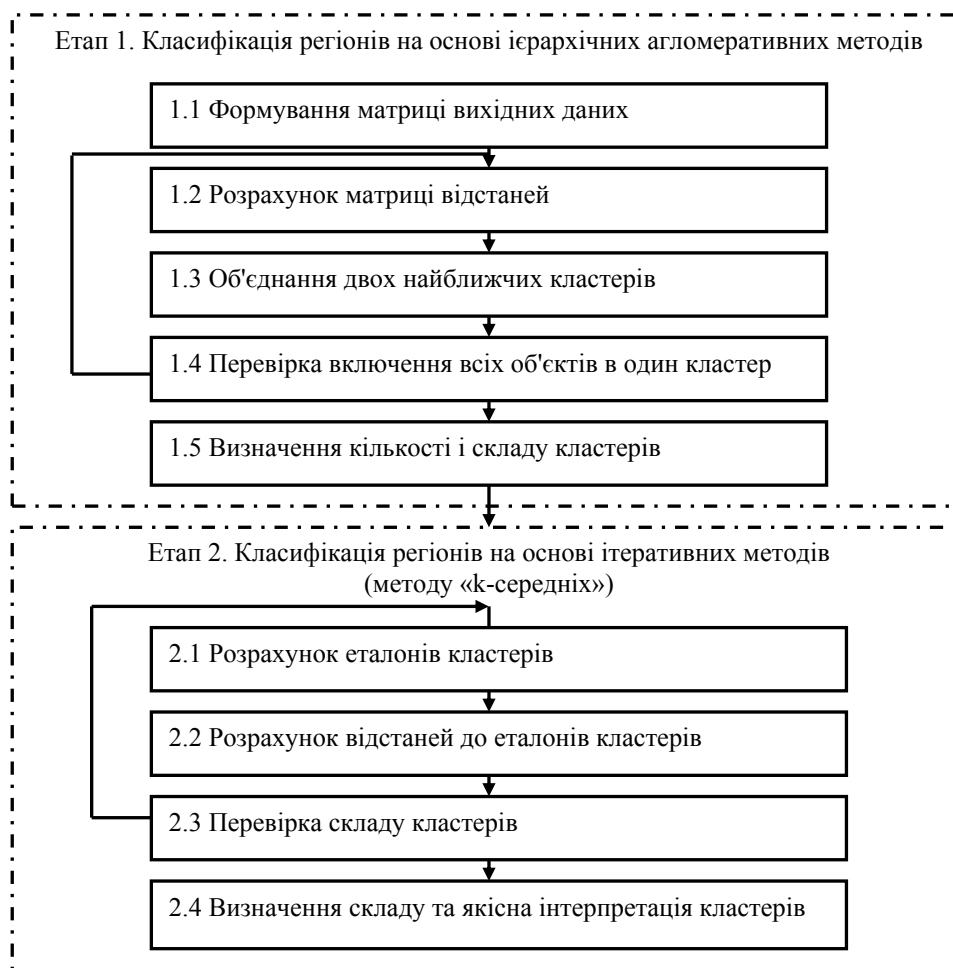 Етап 1. Класифікація регіонів на основі ієрархічних агломеративних методів
1.1 Формування матриці вихідних даних
1.2 Розрахунок матриці відстаней
1.3 Об'єднання двох найближчих кластерів
1.4 Перевірка включення всіх об'єктів в один кластер
1.5 Визначення кількості і складу кластерів
Етап 2. Класифікація регіонів на основі ітеративних методів
(методу «k-середніх»)
2.1 Розрахунок еталонів кластерів
2.2 Розрахунок відстаней до еталонів кластерів
2.3 Перевірка складу кластерів
2.4 Визначення складу та якісна інтерпретація кластерів